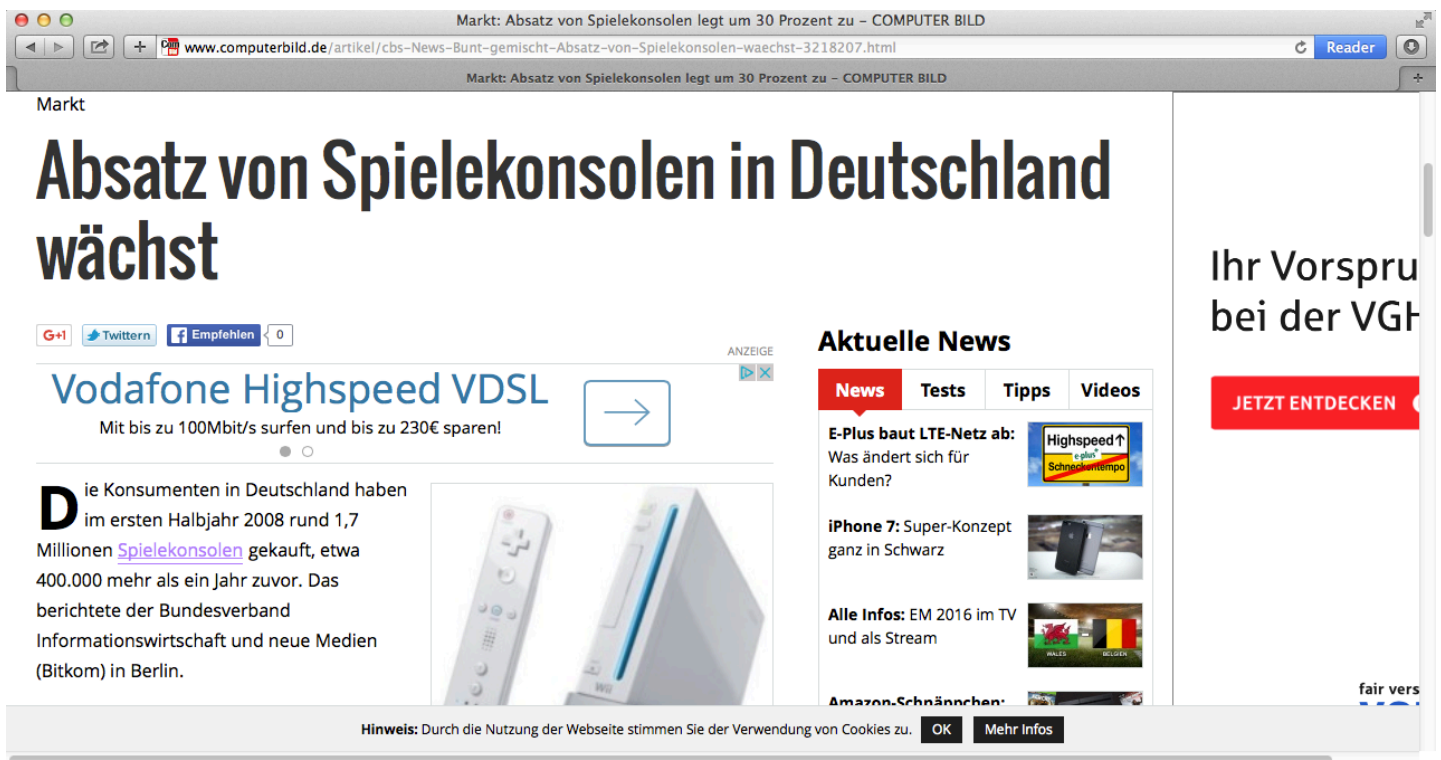 Markt: Absatz von Spielekonsolen legt um 30 Prozent zu – COMPUTER BILD
www.computerbild.de/artikel/cbs-News-Bunt-gemischt-Absatz-von-Spielekonsolen-waechst-3218207.html
Reader
Markt: Absatz von Spielekonsolen legt um 30 Prozent zu – COMPUTER BILD
Markt
Absatz von Spielekonsolen in Deutschland
wächst
G+1 Twittern Empfehlen 0
ANZEIGE
Vodafone Highspeed VDSL
Mit bis zu 100Mbit/s surfen und bis zu 230€ sparen!
Die Konsumenten in Deutschland haben
im ersten Halbjahr 2008 rund 1,7
Millionen Spielekonsolen gekauft, etwa
400.000 mehr als ein Jahr zuvor. Das
berichtete der Bundesverband
Informationswirtschaft und neue Medien
(Bitkom) in Berlin.
Wii
Aktuelle News
News Tests Tipps Videos
E-Plus baut LTE-Netz ab:
Was ändert sich für
Kunden?
Highspeed
e-plus
Schneckentempo
iPhone 7: Super-Konzept
ganz in Schwarz
Alle Infos: EM 2016 im TV
und als Stream
WALES BELGIEN
Amazon-Schnäppchen:
Ihr Vorspru
bei der VGH
JETZT ENTDECKEN
fair vers
Hinweis: Durch die Nutzung der Webseite stimmen Sie der Verwendung von Cookies zu. OK Mehr Infos